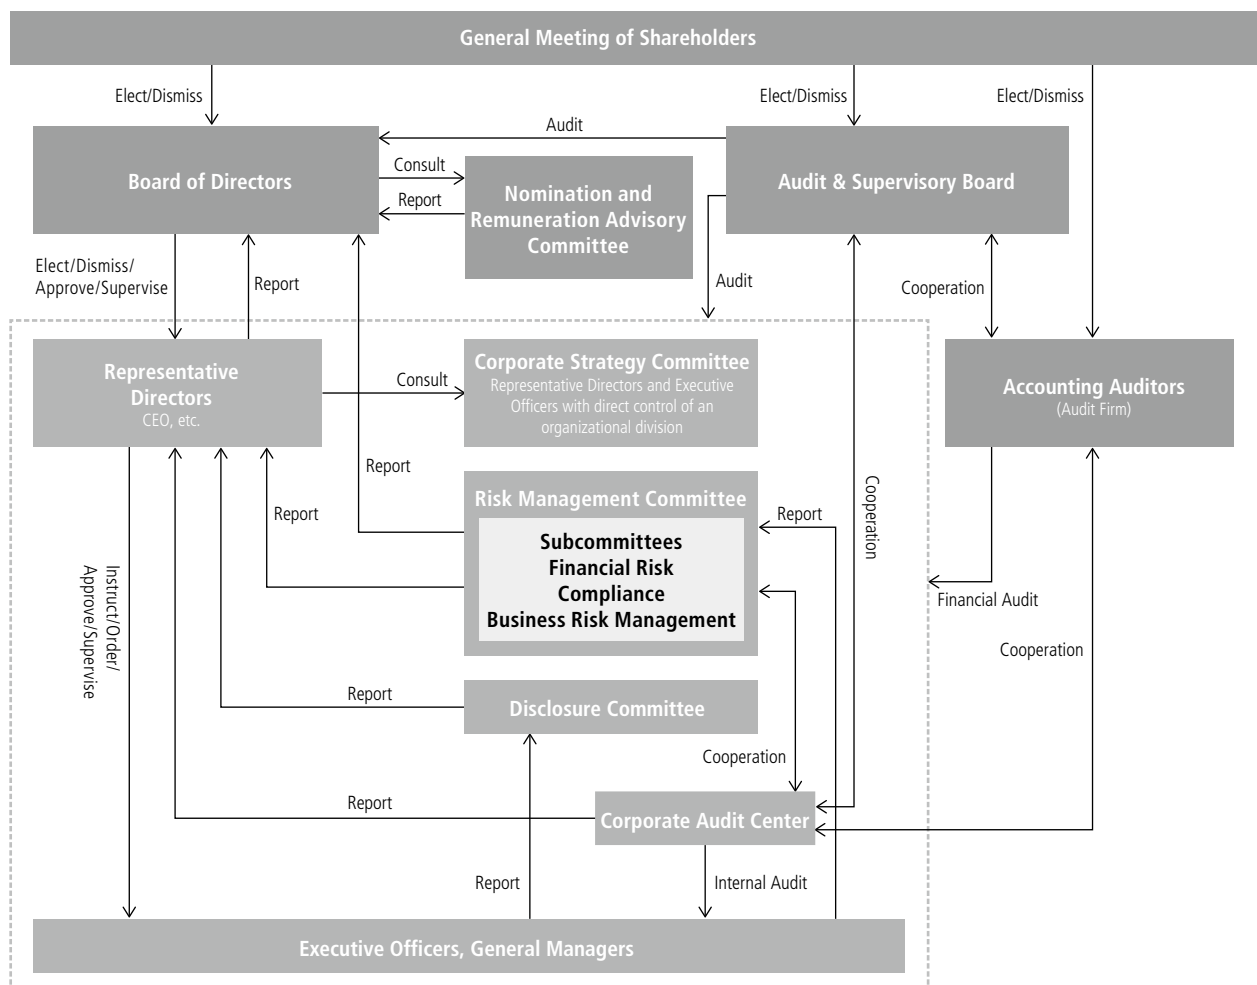 General Meeting of Shareholders
Elect/Dismiss
Elect/Dismiss
Elect/Dismiss
Audit
Board of Directors
Consult
Report
Nomination and
Remuneration Advisory
Committee
Audit & Supervisory Board
Elect/Dismiss/
Approve/Supervise
Report
Audit
Cooperation
Representative
Directors
CEO, etc.
Consult
Corporate Strategy Committee
Representative Directors and Executive
Officers with direct control of an
organizational division
Accounting Auditors
(Audit Firm)
Report
Report
Risk Management Committee
Subcommittees
Financial Risk
Compliance
Business Risk Management
Report
Cooperation
Financial Audit
Instruct/Order/
Approve/Supervise
Cooperation
Report
Disclosure Committee
Cooperation
Report
Corporate Audit Center
Report
Internal Audit
Executive Officers, General Managers